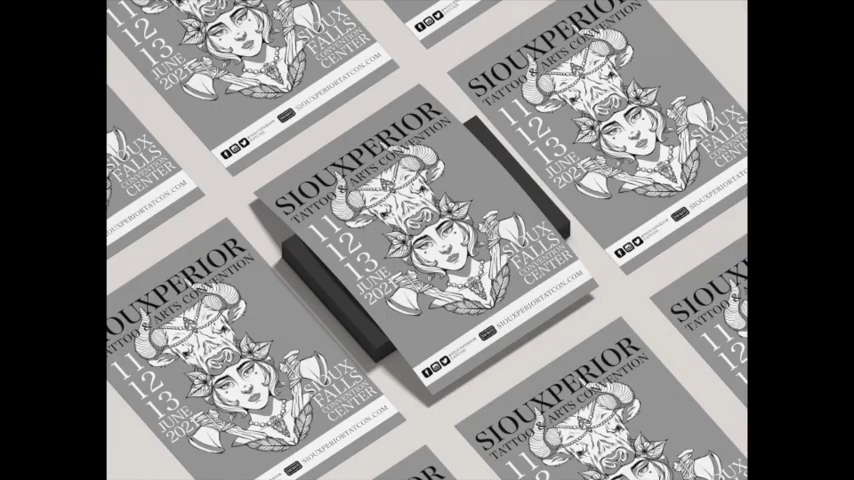 SIOUXPERIOR
TATTOO & ARTS CONVENTION
11
12
13
JUNE
2021
SIOUX
FALLS
CONVENTION
CENTER
SIOUXPERIORTATCON.COM